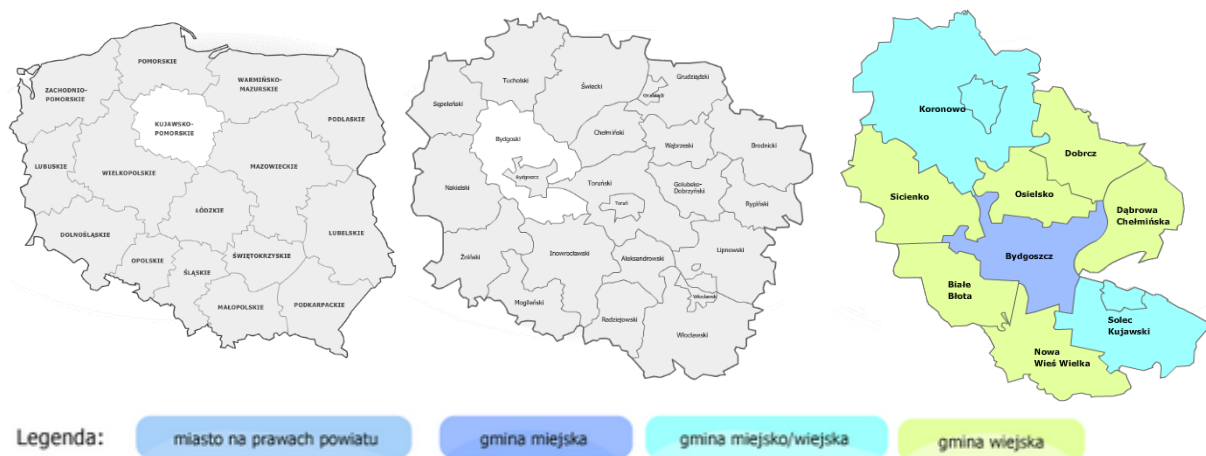 POMORSKIE
WARMIŃSKO-
MAZURSKIE
ZACHODNIO-
POMORSKIE
PODLASKIE
KUJAWSKO-
POMORSKIE
LUBUSKIE
WIELKOPOLSKIE
MAZOWIECKIE
ŁÓDZKIE
DOLNOŚLĄSKIE
LUBELSKIE
OPOLSKIE
ŚLĄSKIE
ŚWIĘTOKRZYSKIE
MAŁOPOLSKIE
PODKARPACKIE
Tucholski
Świecki
Grudziądzki
Sępoleński
Bydgoski
Chełmiński
Wąbrzeski
Brodnicki
Bydgoszcz
Nakielski
Toruński
Golubsko-
Dobrzyński
Toruń
Rypiński
Żniński
Inowrocławski
Aleksandrowski
Lipnowski
Mogileński
Radziejowski
Włocławski
Koronowo
Dobrcz
Sicienko
Osielsko
Dąbrowa
Chełmińska
Bydgoszcz
Białe
Błota
Solec
Kujawski
Nowa
Wieś Wielka
Legenda:
miasto na prawach powiatu
gmina miejska
gmina miejsko/wiejska
gmina wiejska